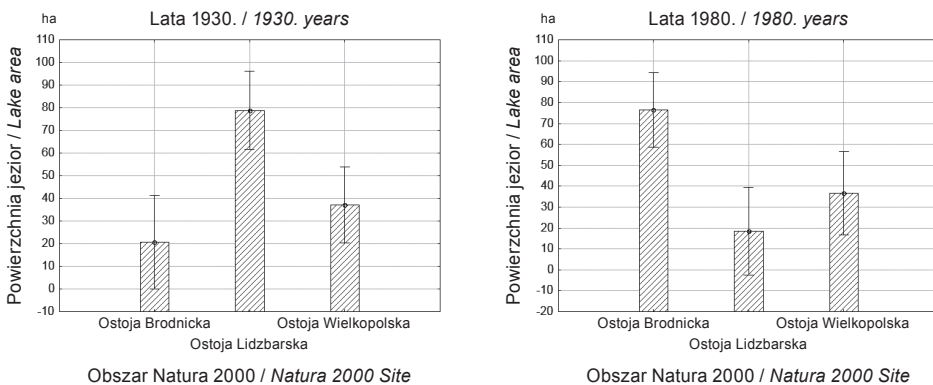 ha
Lata 1930. / 1930. years
110
100
90
80
70
60
50
40
30
20
10
0
-10
Powierzchnia jezior / Lake area
Ostoja Brodnicka
Ostoja Wielkopolska
Ostoja Lidzbarska
Obszar Natura 2000 / Natura 2000 Site
ha
Lata 1980. / 1980. years
110
100
90
80
70
60
50
40
30
20
10
0
-10
-20
Powierzchnia jezior / Lake area
Ostoja Brodnicka
Ostoja Wielkopolska
Ostoja Lidzbarska
Obszar Natura 2000 / Natura 2000 Site